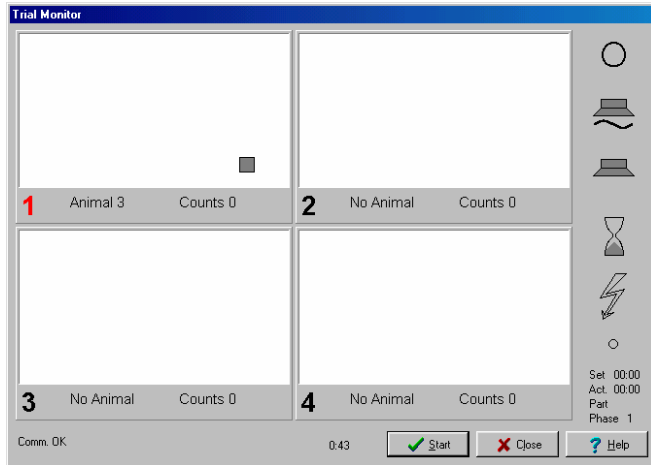 Trial Monitor
1 Animal 3 Counts 0
2 No Animal Counts 0
3 No Animal Counts 0
4 No Animal Counts 0
Set 00:00
Act. 00:00
Part
Phase 1
Comm. OK
0:43
Start
Close
Help